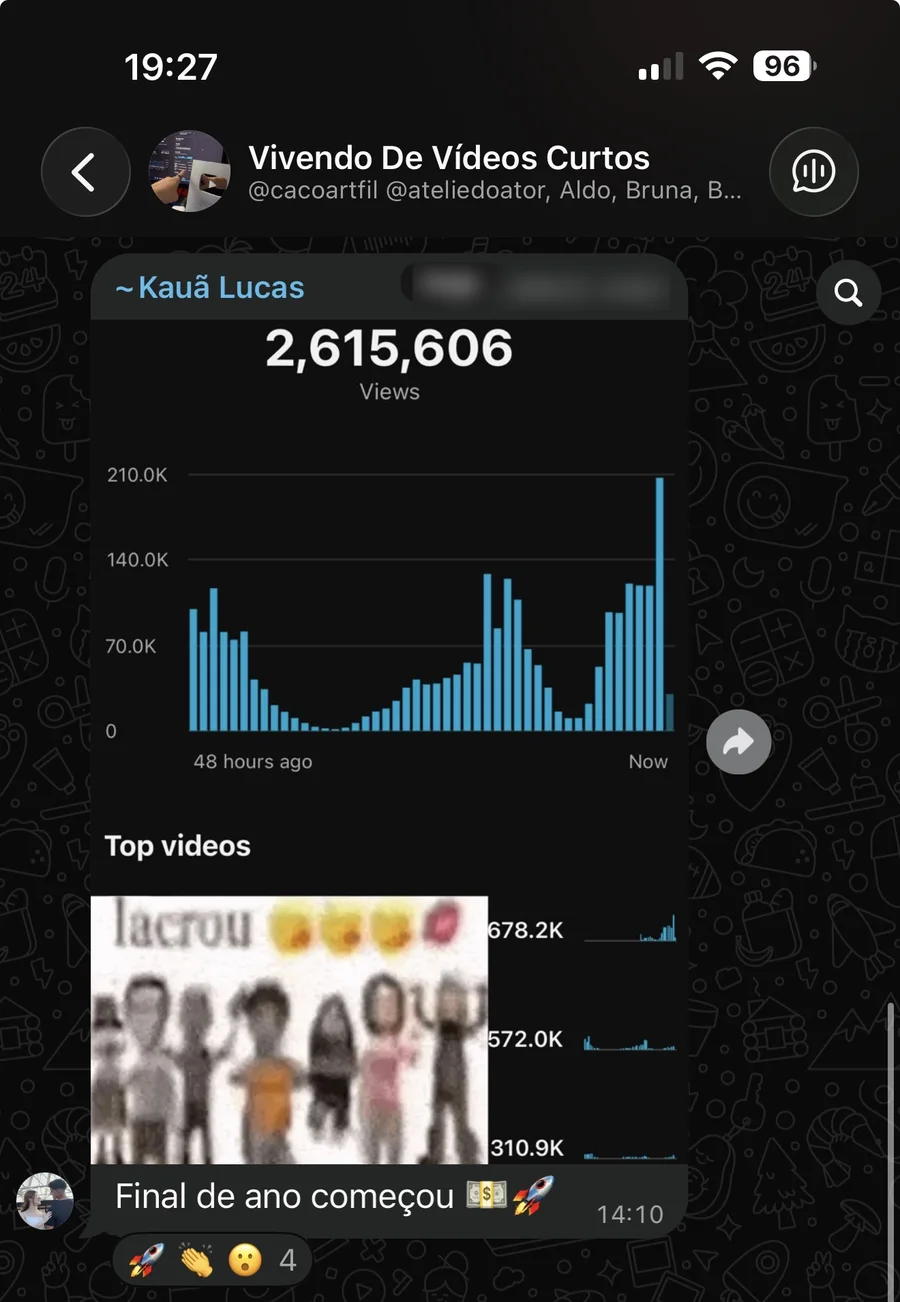 19:27
96
Vivendo De Vídeos Curtos
@cacoartfil @ateliedoator, Aldo, Bruna, B...
~ Kauã Lucas
2,615,606
Views
210.0K
140.0K
70.0K
0
48 hours ago
Now
Top videos
lacrou
678.2K
572.0K
310.9K
Final de ano começou 💵🚀
14:10
🚀 👏 😮 4